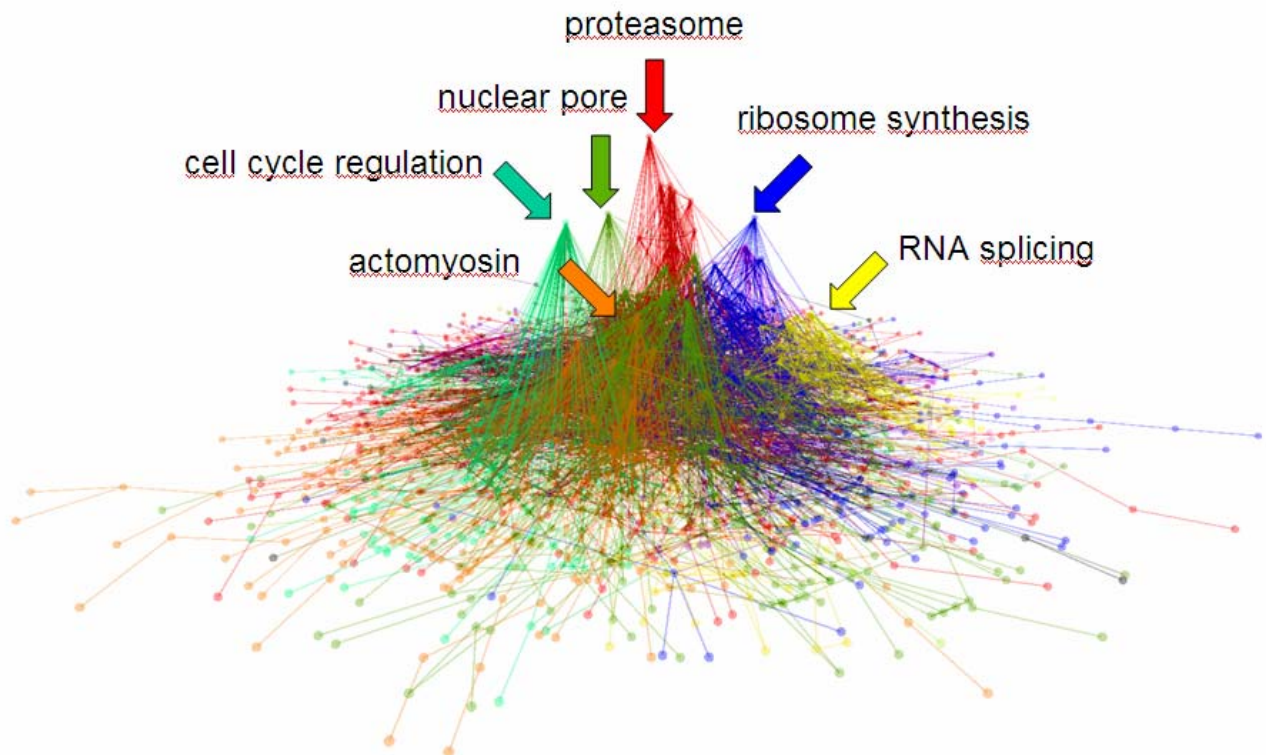 proteasome
nuclear pore
ribosome synthesis
cell cycle regulation
actomyosin
RNA splicing